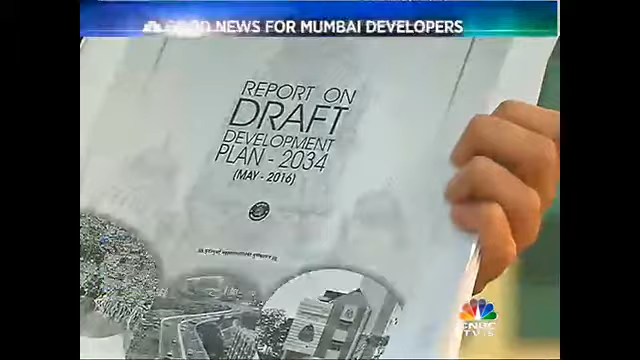 GOOD NEWS FOR MUMBAI DEVELOPERS
REPORT ON
DRAFT
DEVELOPMENT
PLAN - 2034
(MAY - 2016)
CNBC
TV18